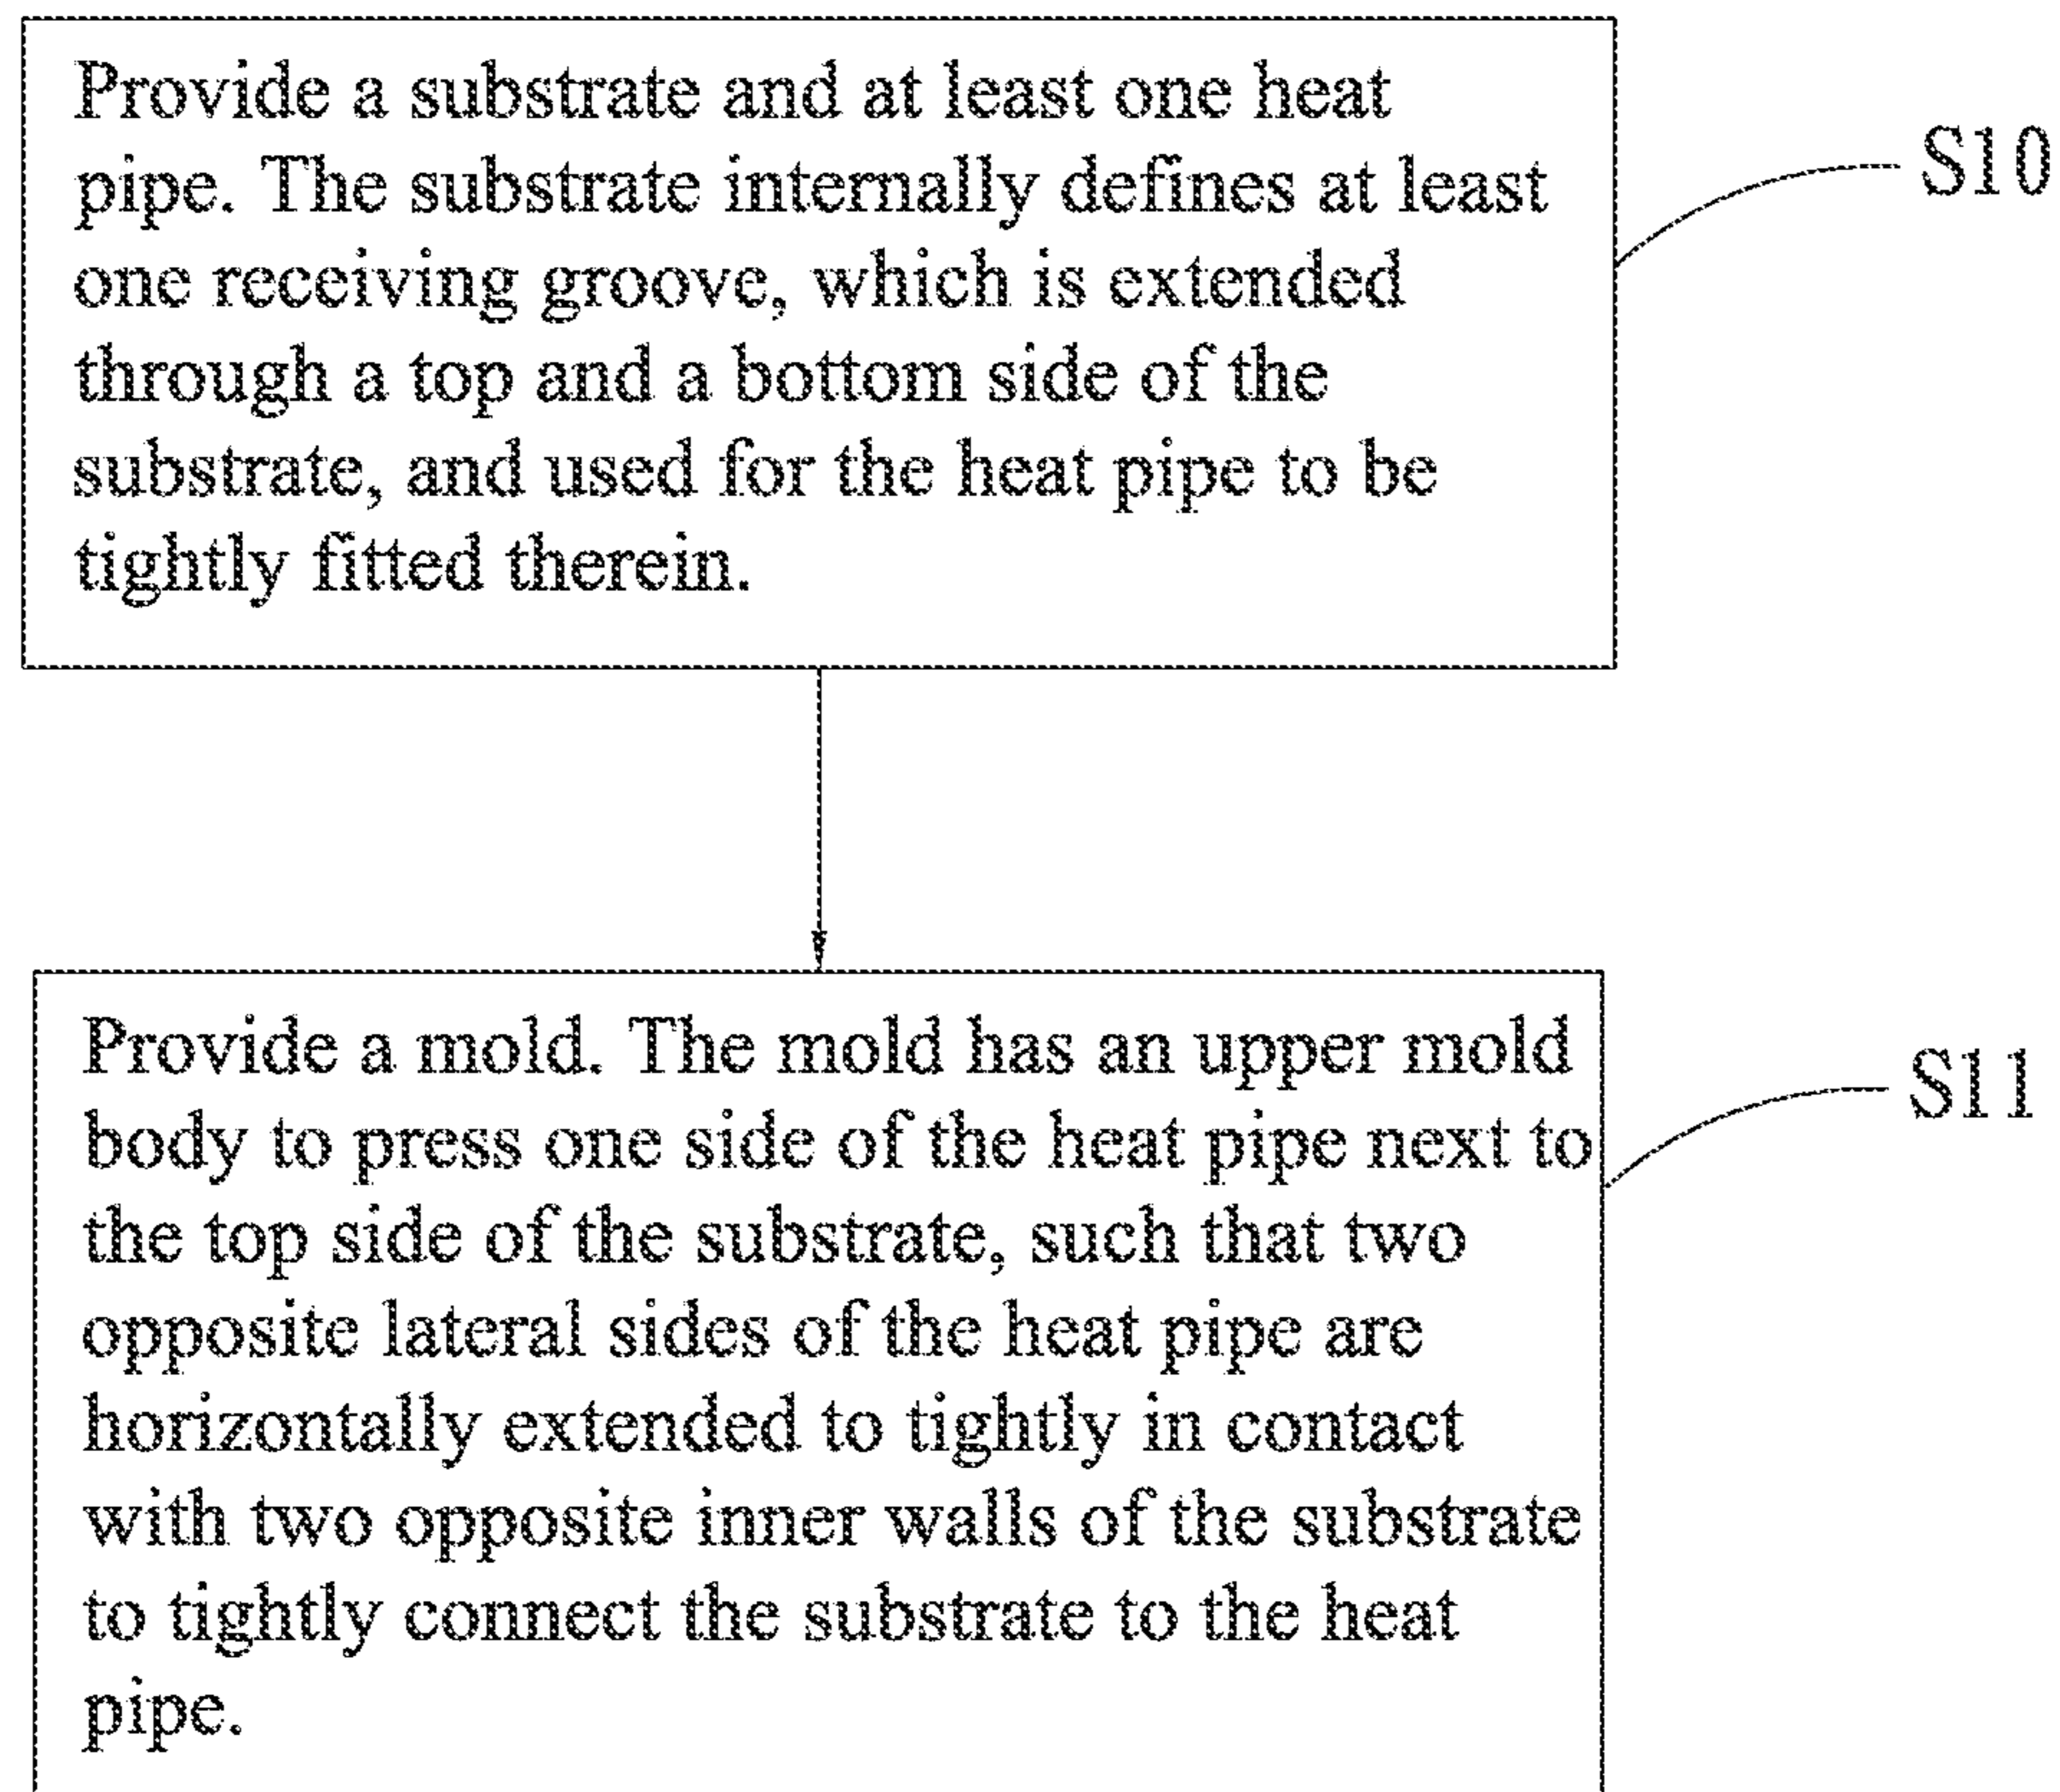 Provide a substrate and at least one heat
pipe. The substrate internally defines at least
one receiving groove, which is extended
through a top and a bottom side of the
substrate, and used for the heat pipe to be
tightly fitted therein.
S10
Provide a mold. The mold has an upper mold
body to press one side of the heat pipe next to
the top side of the substrate, such that two
opposite lateral sides of the heat pipe are
horizontally extended to tightly in contact
with two opposite inner walls of the substrate
to tightly connect the substrate to the heat
pipe.
S11